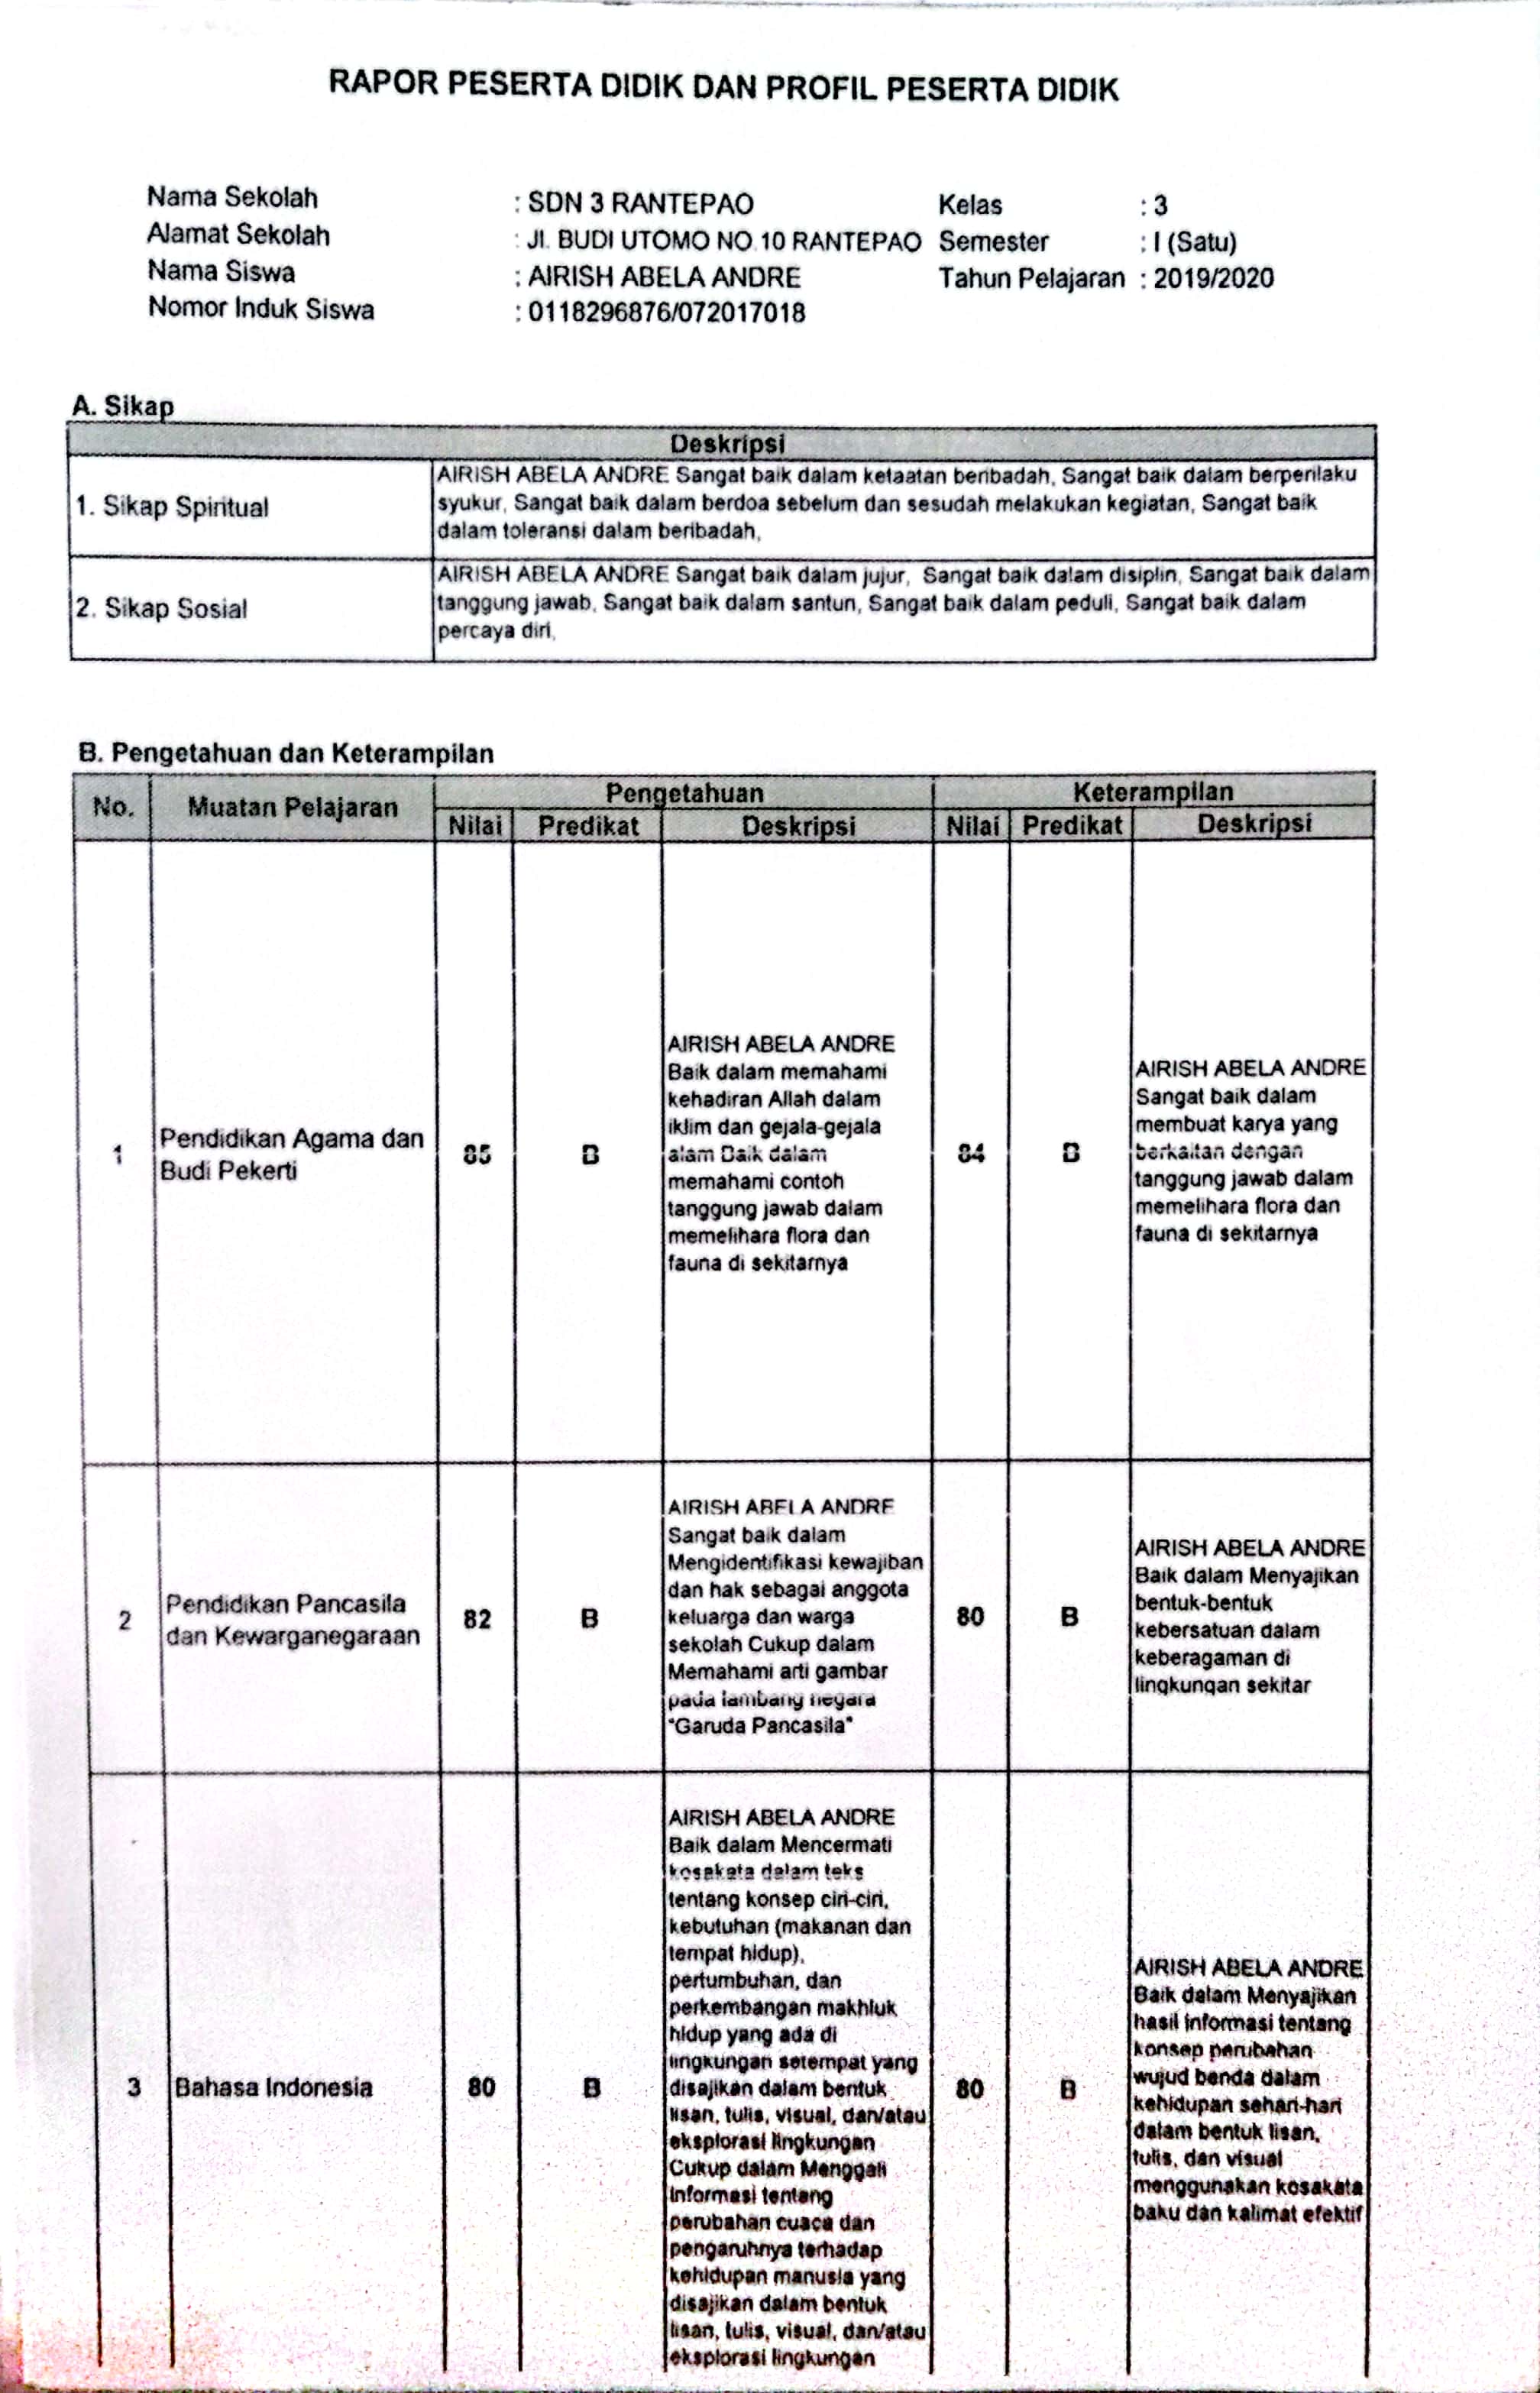 RAPOR PESERTA DIDIK DAN PROFIL PESERTA DIDIK
Nama Sekolah : SDN 3 RANTEPAO Kelas : 3
Alamat Sekolah : Jl. BUDI UTOMO NO 10 RANTEPAO Semester : I (Satu)
Nama Siswa : AIRISH ABELA ANDRE Tahun Pelajaran : 2019/2020
Nomor Induk Siswa : 0118296876/072017018
A. Sikap
Deskripsi
1. Sikap Spiritual
AIRISH ABELA ANDRE Sangat baik dalam ketaatan beribadah, Sangat baik dalam berperilaku
syukur, Sangat baik dalam berdoa sebelum dan sesudah melakukan kegiatan, Sangat baik
dalam toleransi dalam beribadah,
2. Sikap Sosial
AIRISH ABELA ANDRE Sangat baik dalam jujur, Sangat baik dalam disiplin, Sangat baik dalam
tanggung jawab, Sangat baik dalam santun, Sangat baik dalam peduli, Sangat baik dalam
percaya diri,
B. Pengetahuan dan Keterampilan
No. Muatan Pelajaran Pengetahuan Keterampilan
Nilai Predikat Deskripsi Nilai Predikat Deskripsi
1
Pendidikan Agama dan
Budi Pekerti
85
B
AIRISH ABELA ANDRE
Baik dalam memahami
kehadiran Allah dalam
iklim dan gejala-gejala
alam Baik dalam
memahami contoh
tanggung jawab dalam
memelihara flora dan
fauna di sekitarnya
84
B
AIRISH ABELA ANDRE
Sangat baik dalam
membuat karya yang
berkaitan dengan
tanggung jawab dalam
memelihara flora dan
fauna di sekitarnya
2
Pendidikan Pancasila
dan Kewarganegaraan
82
B
AIRISH ABELA ANDRE
Sangat baik dalam
Mengidentifikasi kewajiban
dan hak sebagai anggota
keluarga dan warga
sekolah Cukup dalam
Memahami arti gambar
pada lambang negara
"Garuda Pancasila"
80
B
AIRISH ABELA ANDRE
Baik dalam Menyajikan
bentuk-bentuk
kebersatuan dalam
keberagaman di
lingkungan sekitar
3
Bahasa Indonesia
80
B
AIRISH ABELA ANDRE
Baik dalam Mencermati
kosakata dalam teks
tentang konsep ciri-ciri,
kebutuhan (makanan dan
tempat hidup),
pertumbuhan, dan
perkembangan makhluk
hidup yang ada di
lingkungan setempat yang
disajikan dalam bentuk
lisan, tulis, visual, dan/atau
eksplorasi lingkungan
Cukup dalam Menggali
informasi tentang
perubahan cuaca dan
pengaruhnya terhadap
kehidupan manusia yang
disajikan dalam bentuk
lisan, tulis, visual, dan/atau
eksplorasi lingkungan
80
B
AIRISH ABELA ANDRE
Baik dalam Menyajikan
hasil informasi tentang
konsep perubahan
wujud benda dalam
kehidupan sehari-hari
dalam bentuk lisan,
tulis, dan visual
menggunakan kosakata
baku dan kalimat efektif